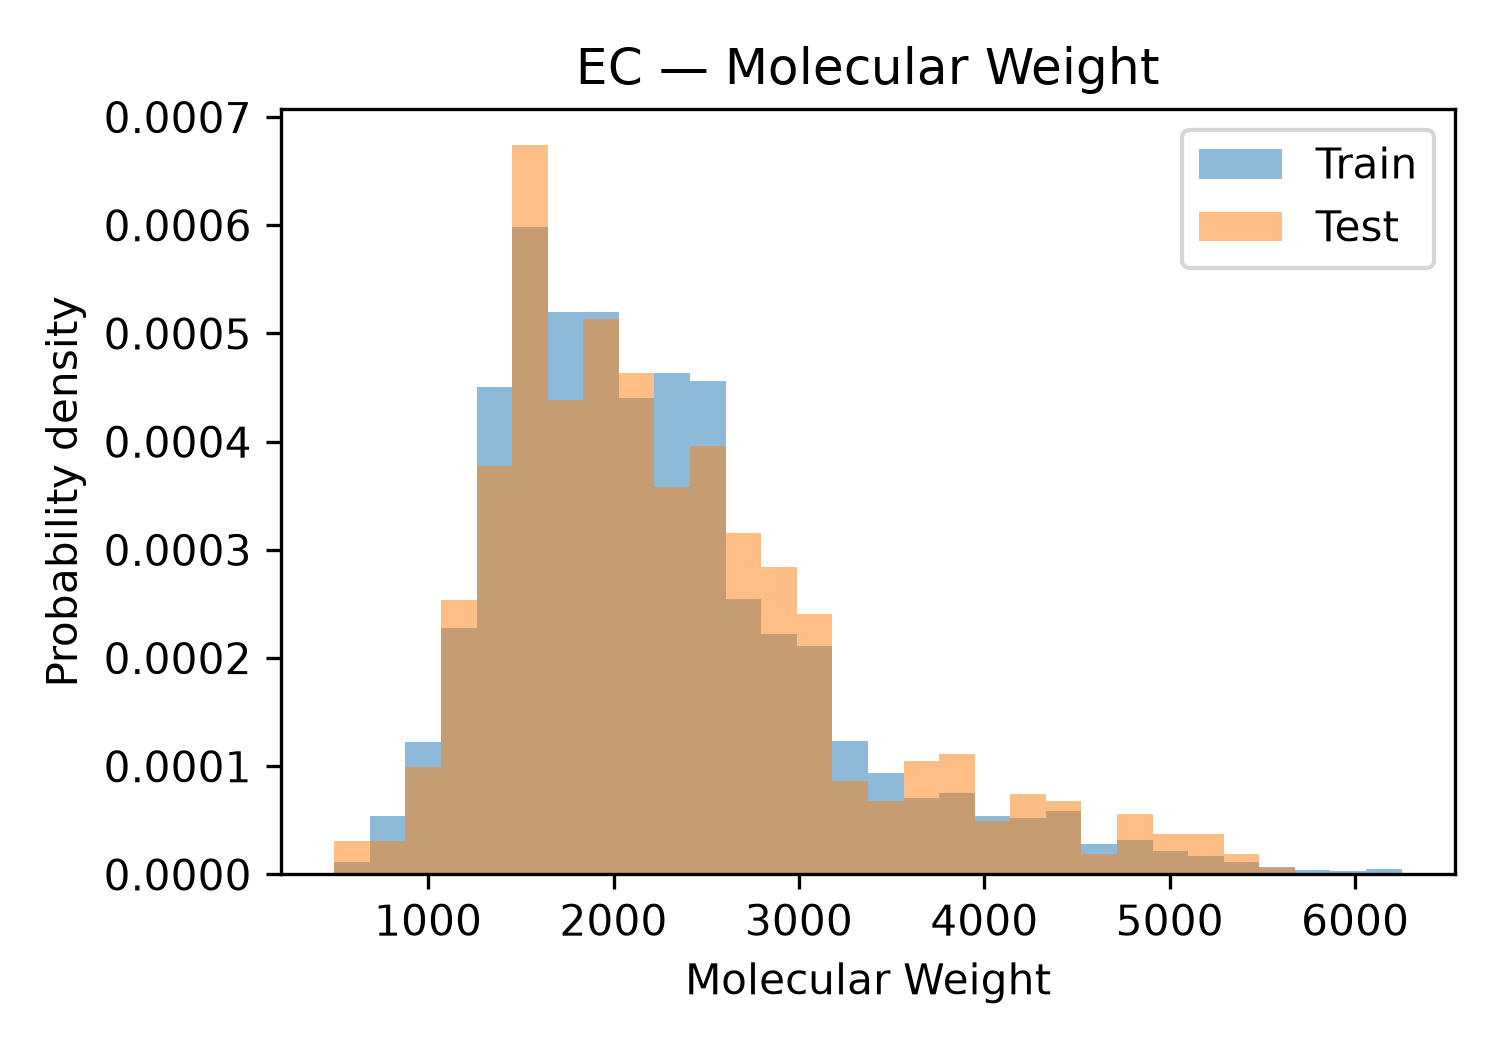 EC — Molecular Weight
0.0007
0.0006
0.0005
0.0004
0.0003
0.0002
0.0001
0.0000
Probability density
Train
Test
1000 2000 3000 4000 5000 6000
Molecular Weight